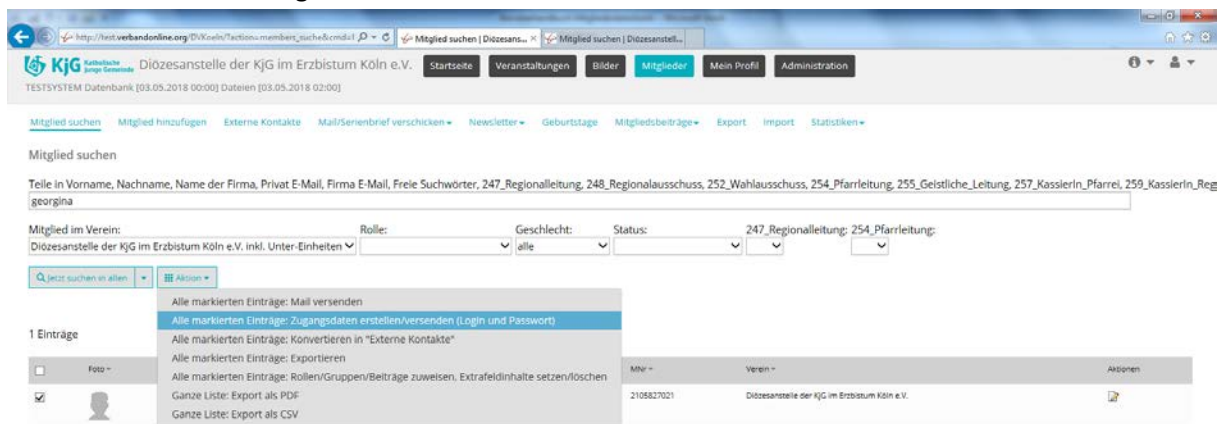 http://test.verbandonline.org/DVKoeln/?action=members_suche&cmd=l
Mitglied suchen | Diözesans...
Mitglied suchen | Diözesanstell...
KjG Katholische junge Gemeinde Diözesanstelle der KjG im Erzbistum Köln e.V. Startseite Veranstaltungen Bilder Mitglieder Mein Profil Administration
TESTSYSTEM Datenbank [03.05.2018 00:00] Dateien [03.05.2018 02:00]
Mitglied suchen Mitglied hinzufügen Externe Kontakte Mail/Serienbrief verschicken Newsletter Geburtstage Mitgliedsbeiträge Export Import Statistiken
Mitglied suchen
Teile in Vorname, Nachname, Name der Firma, Privat E-Mail, Firma E-Mail, Freie Suchwörter, 247_Regionalleitung, 248_Regionalausschuss, 252_Wahlausschuss, 254_Pfarrleitung, 255_Geistliche_Leitung, 257_KassierIn_Pfarrei, 259_KassierIn_Reg
georgina
Mitglied im Verein: Rolle: Geschlecht: Status: 247_Regionalleitung: 254_Pfarrleitung:
Diözesanstelle der KjG im Erzbistum Köln e.V. inkl. Unter-Einheiten alle
Jetzt suchen in allen Aktion
Alle markierten Einträge: Mail versenden
Alle markierten Einträge: Zugangsdaten erstellen/versenden (Login und Passwort)
1 Einträge
Alle markierten Einträge: Konvertieren in "Externe Kontakte"
Alle markierten Einträge: Exportieren
Foto MNr Verein Aktionen
Alle markierten Einträge: Rollen/Gruppen/Beiträge zuweisen, Extrafeldinhalte setzen/löschen
Ganze Liste: Export als PDF
2105827021 Diözesanstelle der KjG im Erzbistum Köln e.V.
Ganze Liste: Export als CSV